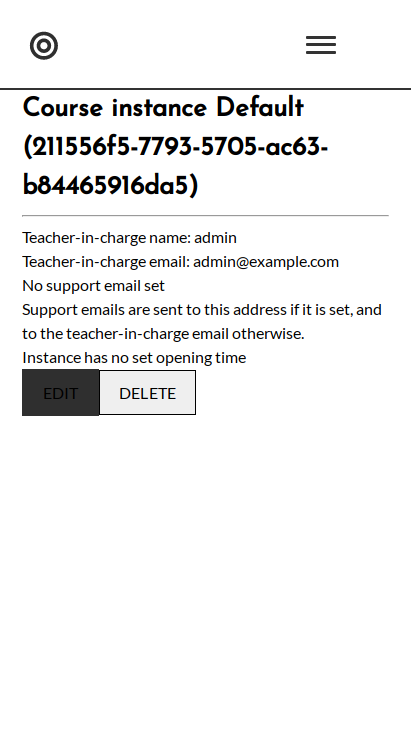 Course instance Default
(211556f5-7793-5705-ac63-
b84465916da5)
Teacher-in-charge name: admin
Teacher-in-charge email: admin@example.com
No support email set
Support emails are sent to this address if it is set, and
to the teacher-in-charge email otherwise.
Instance has no set opening time
EDIT DELETE